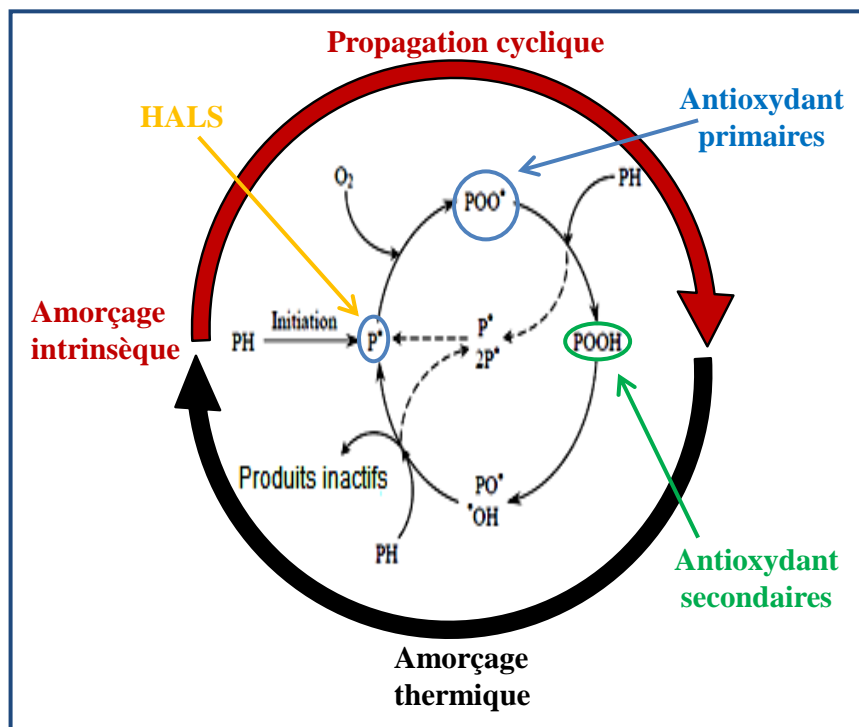 Propagation cyclique
HALS
Antioxydant
primaires
O₂
PH
POO•
Amorçage
intrinsèque
Initiation
PH
P•
P•
2P•
POOH
Produits inactifs
PO•
•OH
PH
Antioxydant
secondaires
Amorçage
thermique